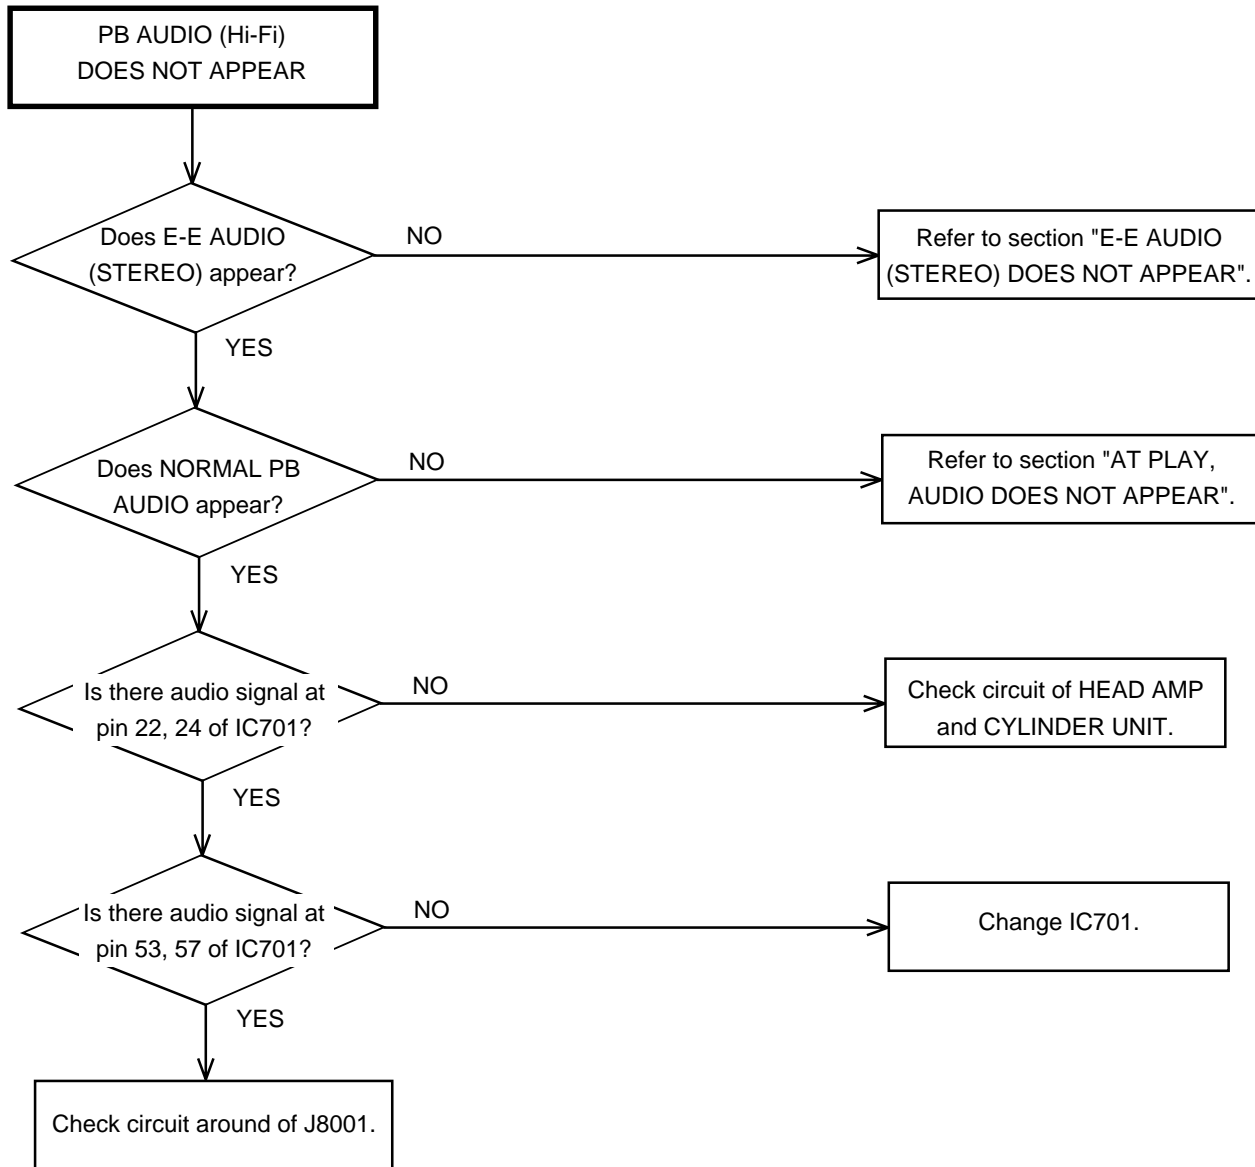 PB AUDIO (Hi-Fi)
DOES NOT APPEAR
Does E-E AUDIO
(STEREO) appear?
NO
Refer to section "E-E AUDIO
(STEREO) DOES NOT APPEAR".
YES
Does NORMAL PB
AUDIO appear?
NO
Refer to section "AT PLAY,
AUDIO DOES NOT APPEAR".
YES
Is there audio signal at
pin 22, 24 of IC701?
NO
Check circuit of HEAD AMP
and CYLINDER UNIT.
YES
Is there audio signal at
pin 53, 57 of IC701?
NO
Change IC701.
YES
Check circuit around of J8001.